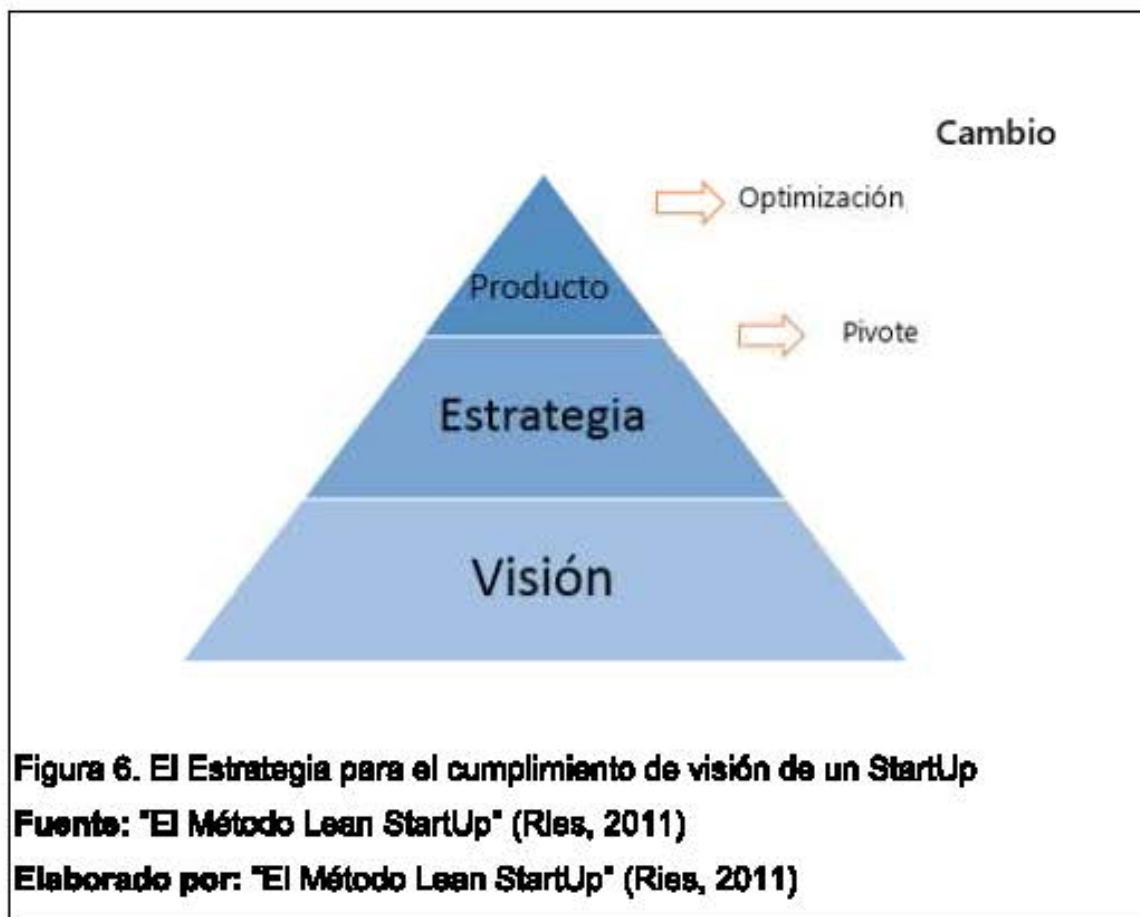 Cambio
Optimización
Producto
Pivote
Estrategia
Visión
Figura 6. El Estrategia para el cumplimiento de visión de un StartUp
Fuente: "El Método Lean StartUp" (Ries, 2011)
Elaborado por: "El Método Lean StartUp" (Ries, 2011)